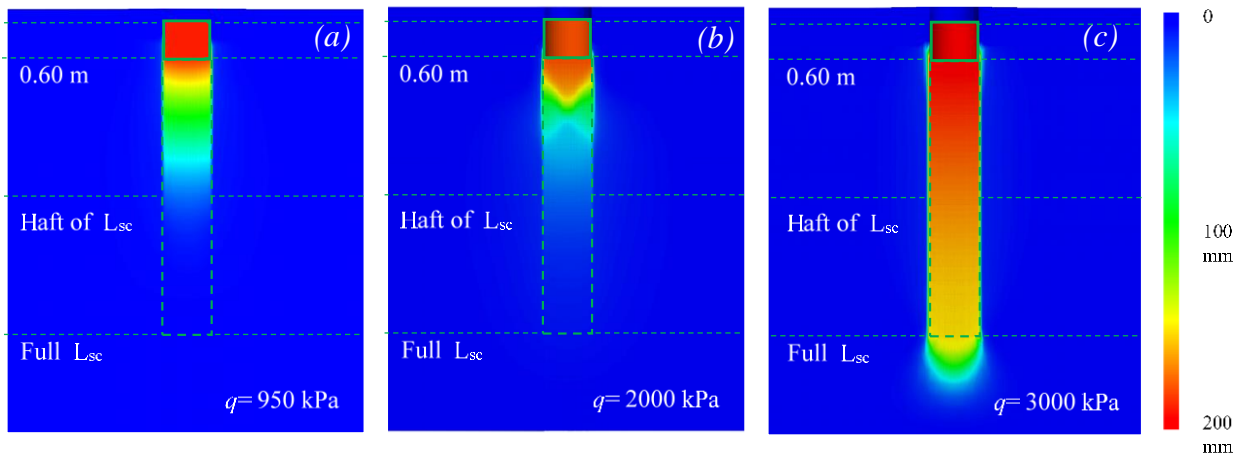 (a)
0.60 m
Haft of Lsc
Full Lsc
q= 950 kPa
(b)
0.60 m
Haft of Lsc
Full Lsc
q= 2000 kPa
(c)
0.60 m
Haft of Lsc
Full Lsc
q= 3000 kPa
0
100
mm
200
mm